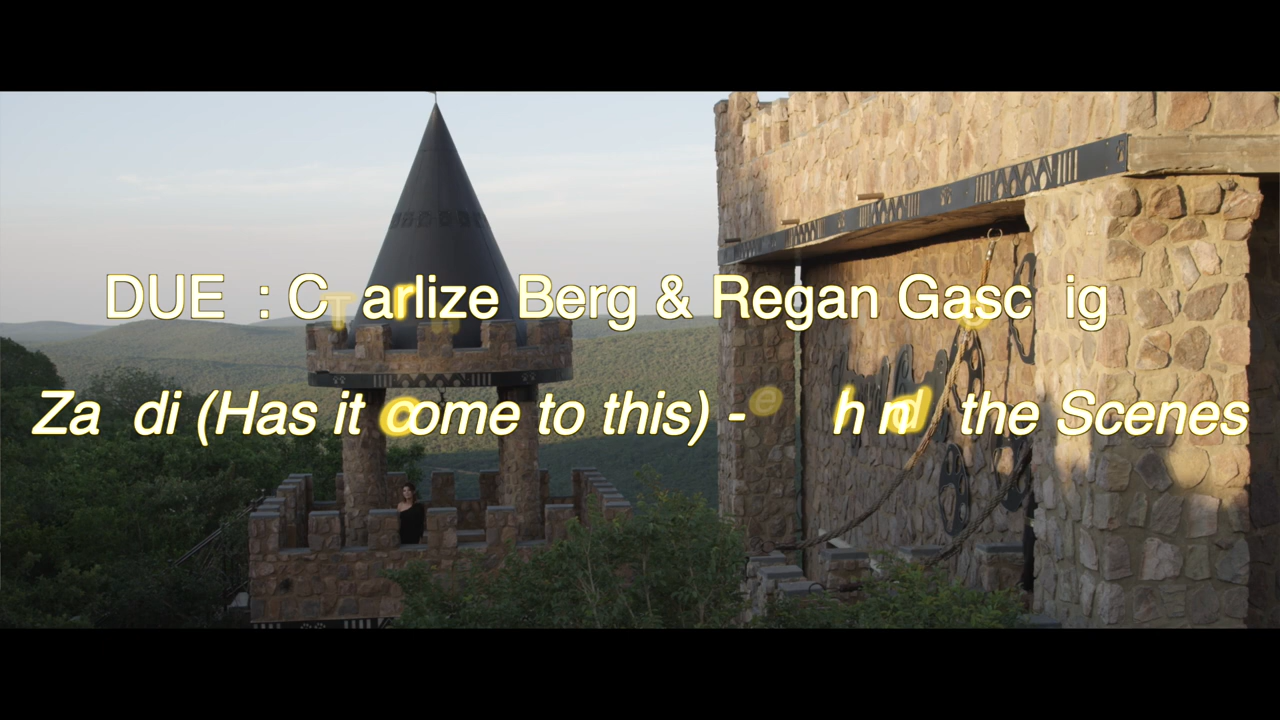 DUE : C arlize Berg & Regan Gasc ig
Za di (Has it come to this) - the Scenes